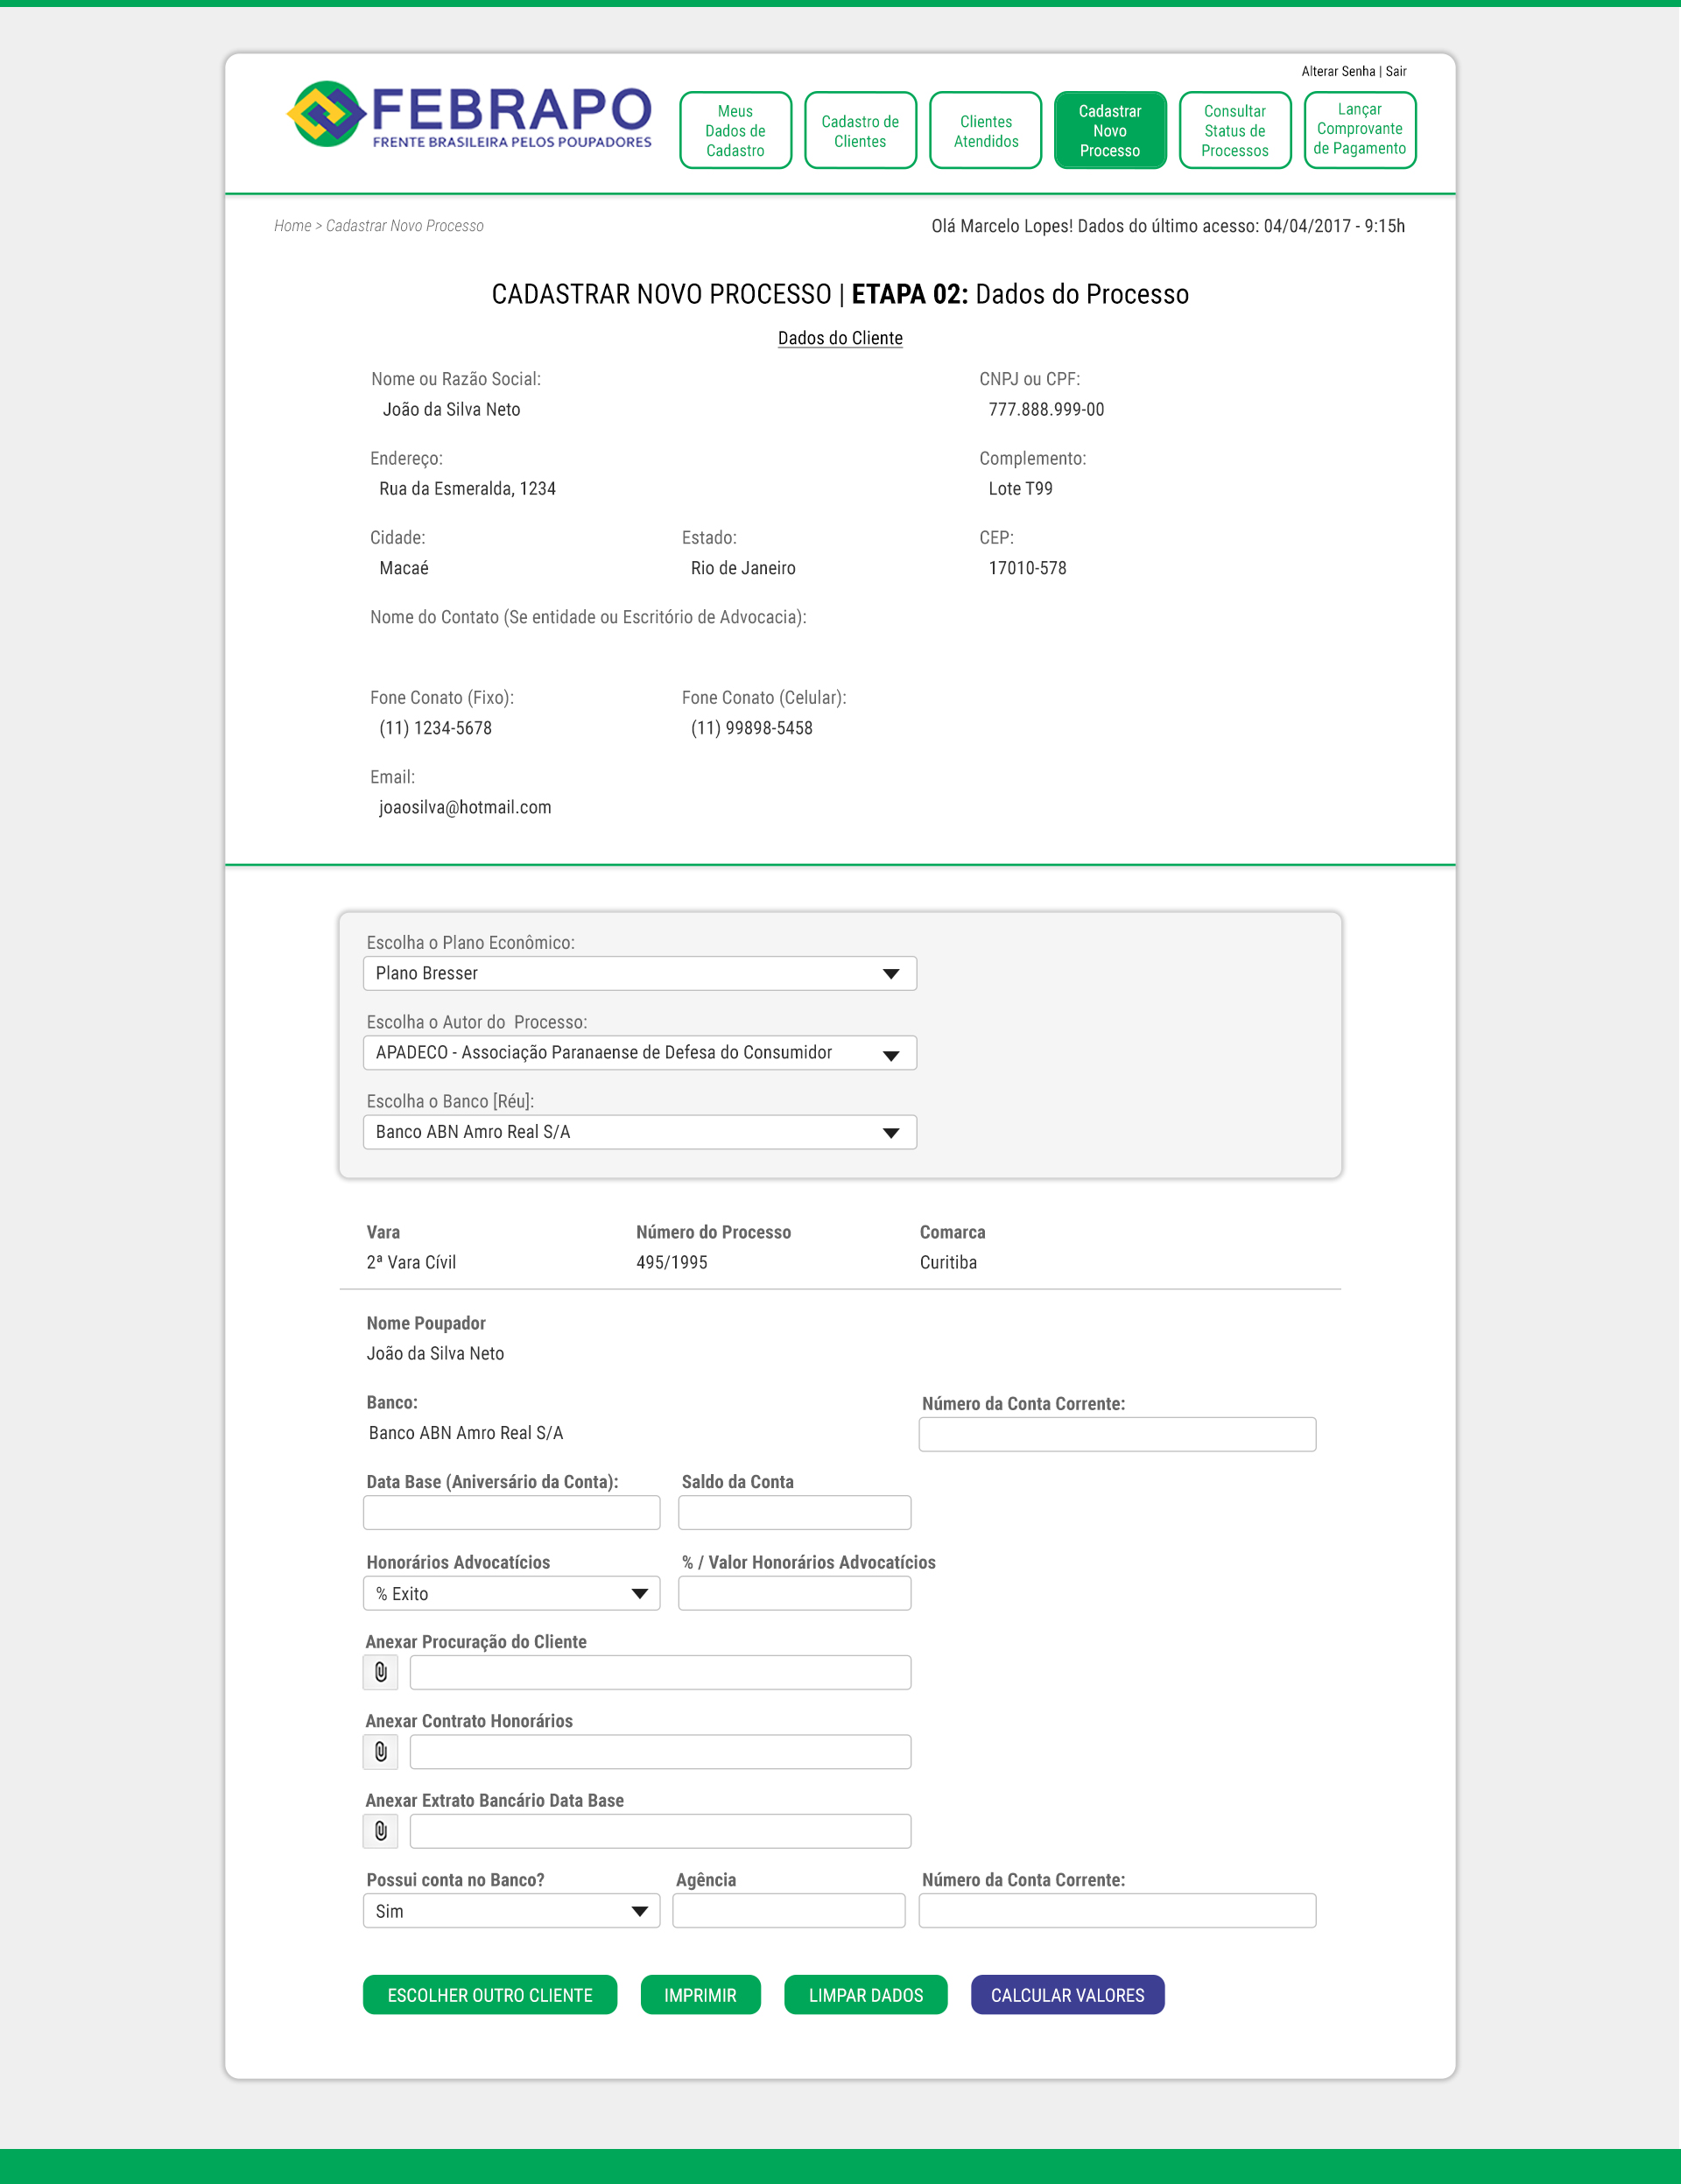 Alterar Senha | Sair
FEBRAPO
FRENTE BRASILEIRA PELOS POUPADORES
Meus
Dados de
Cadastro
Cadastro de
Clientes
Clientes
Atendidos
Cadastrar
Novo
Processo
Consultar
Status de
Processos
Lançar
Comprovante
de Pagamento
Home > Cadastrar Novo Processo
Olá Marcelo Lopes! Dados do último acesso: 04/04/2017 - 9:15h
CADASTRAR NOVO PROCESSO | ETAPA 02: Dados do Processo
Dados do Cliente
Nome ou Razão Social:
João da Silva Neto
CNPJ ou CPF:
777.888.999-00
Endereço:
Rua da Esmeralda, 1234
Complemento:
Lote T99
Cidade:
Macaé
Estado:
Rio de Janeiro
CEP:
17010-578
Nome do Contato (Se entidade ou Escritório de Advocacia):
Fone Conato (Fixo):
(11) 1234-5678
Fone Conato (Celular):
(11) 99898-5458
Email:
joaosilva@hotmail.com
Escolha o Plano Econômico:
Plano Bresser
Escolha o Autor do Processo:
APADECO - Associação Paranaense de Defesa do Consumidor
Escolha o Banco [Réu]:
Banco ABN Amro Real S/A
Vara
2ª Vara Cívil
Número do Processo
495/1995
Comarca
Curitiba
Nome Poupador
João da Silva Neto
Banco:
Banco ABN Amro Real S/A
Número da Conta Corrente:
Data Base (Aniversário da Conta):
Saldo da Conta
Honorários Advocatícios
% Exito
% / Valor Honorários Advocatícios
Anexar Procuração do Cliente
Anexar Contrato Honorários
Anexar Extrato Bancário Data Base
Possui conta no Banco?
Sim
Agência
Número da Conta Corrente:
ESCOLHER OUTRO CLIENTE
IMPRIMIR
LIMPAR DADOS
CALCULAR VALORES